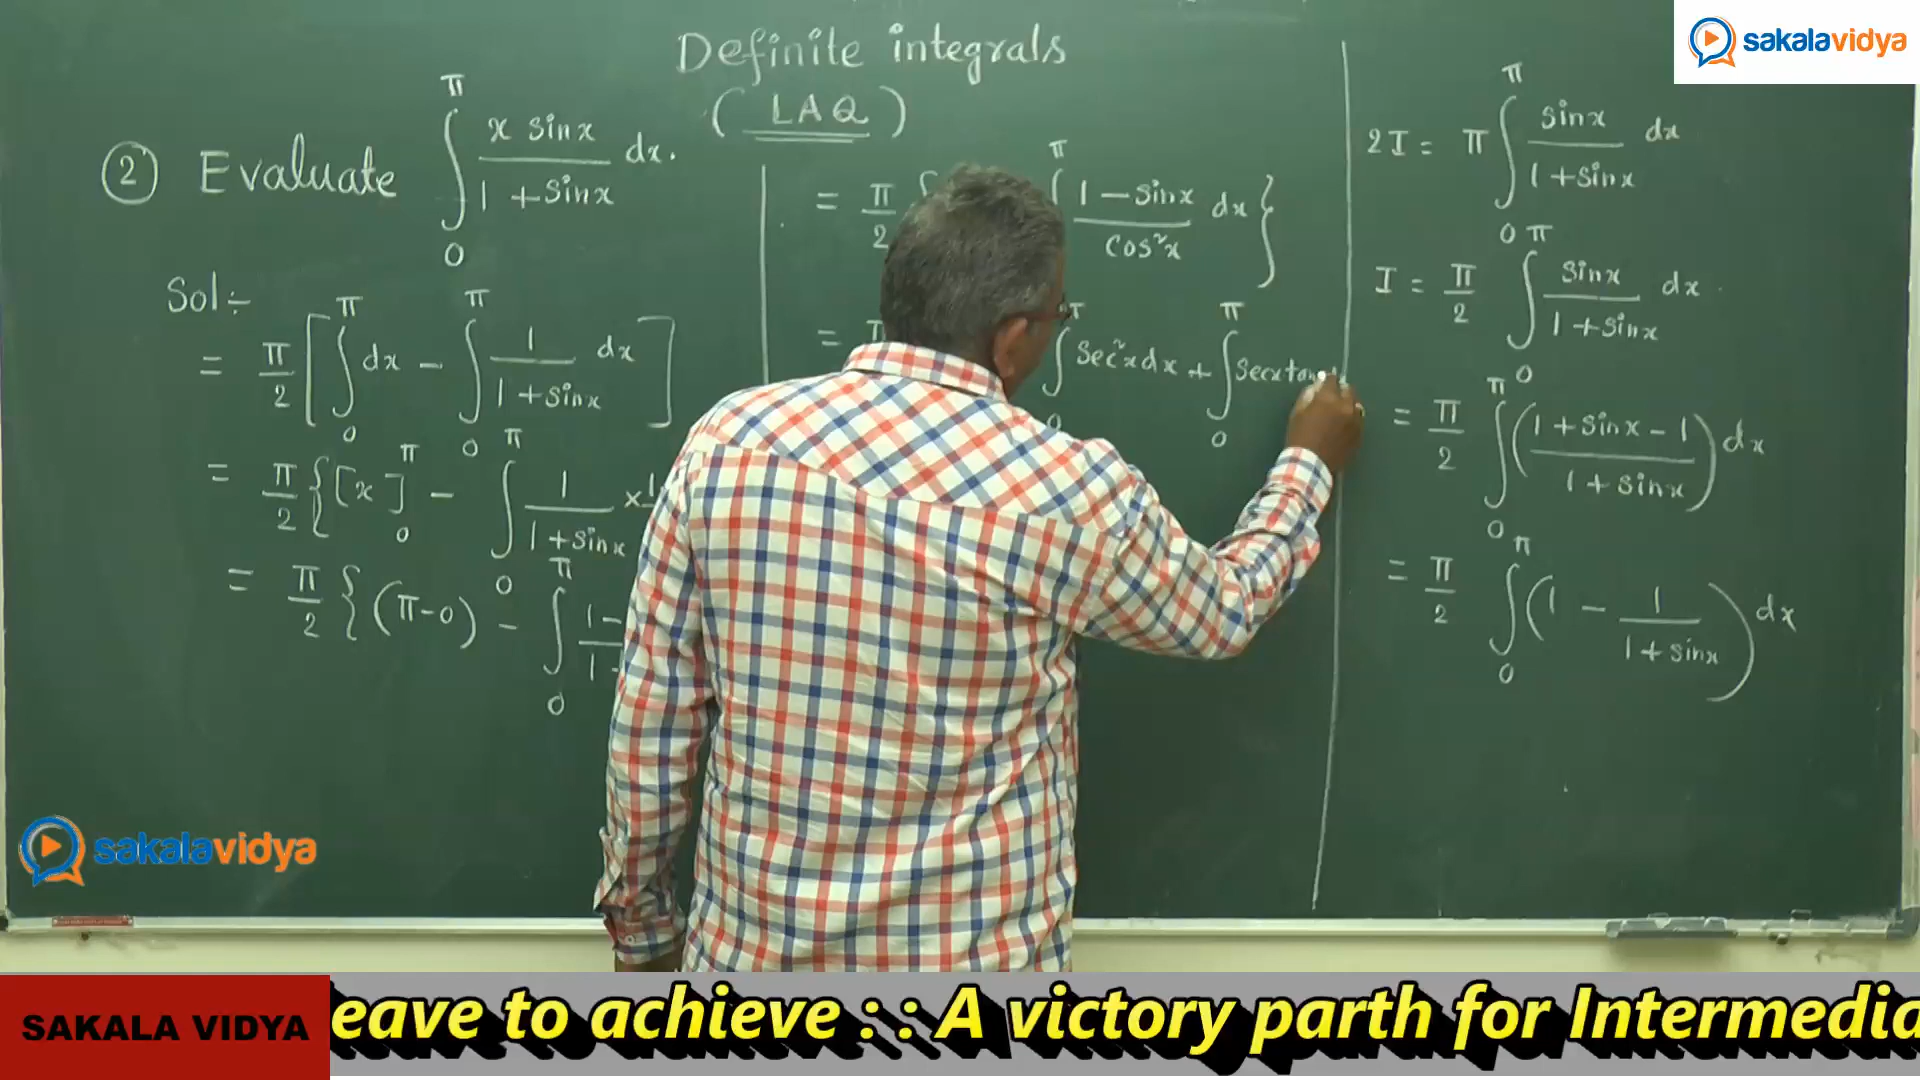 sakalavidya
Definite integrals
( LAQ )
② Evaluate ∫₀^π x sinx / 1 + sinx dx.
Sol ÷
= π/2 [ ∫₀^π dx − ∫₀^π 1 / 1 + sinx dx ]
= π/2 { [x]₀^π − ∫₀^π 1 / 1 + sinx ×
= π/2 { (π-0) − ∫₀^π
= π/2 1 − sinx / cos²x dx }
= ∫₀^π sec²x dx + ∫₀^π secx
2I = π ∫₀^π sinx / 1 + sinx dx
I = π/2 ∫₀^π sinx / 1 + sinx dx
= π/2 ∫₀^π ( 1 + sinx − 1 / 1 + sinx ) dx
= π/2 ∫₀^π ( 1 − 1 / 1 + sinx ) dx
sakalavidya
SAKALA VIDYA
eave to achieve : : A victory parth for Intermedia